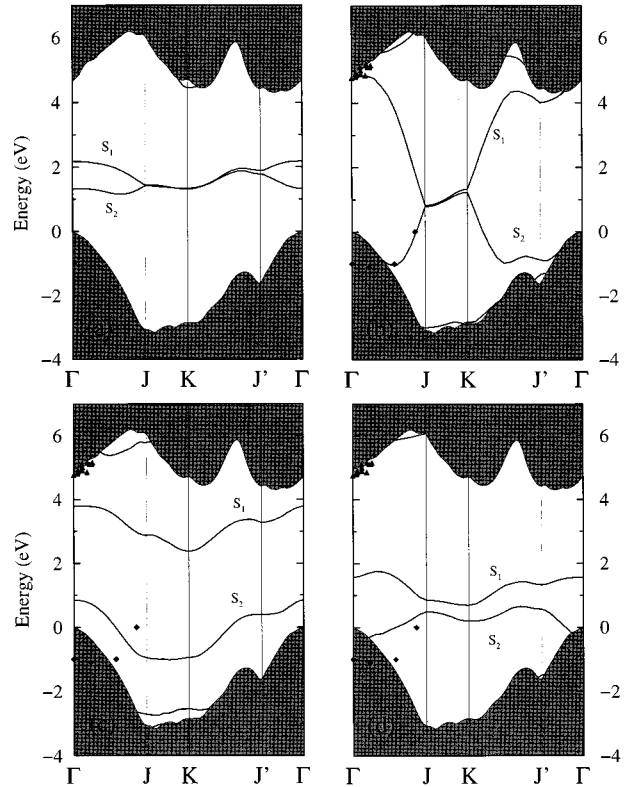 6
6
4
4
Energy (eV)
S1
S1
2
2
S2
0
0
S2
−2
−2
(a)
(b)
−4
−4
Γ J K J' Γ
Γ J K J' Γ
6
6
4
4
Energy (eV)
S1
2
2
S1
S2
0
0
S2
−2
−2
(c)
(d)
−4
−4
Γ J K J' Γ
Γ J K J' Γ